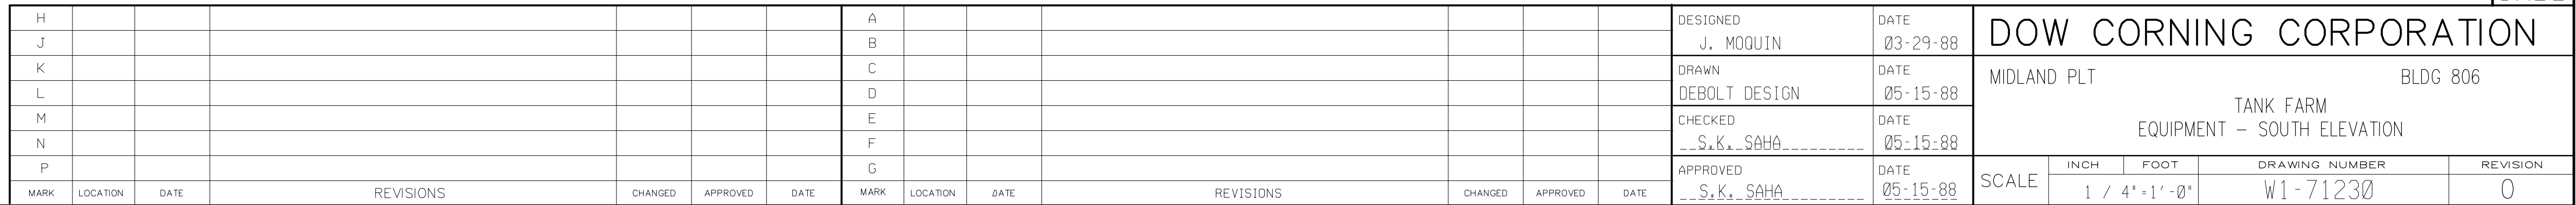 H
J
K
L
M
N
P
MARK LOCATION DATE REVISIONS CHANGED APPROVED DATE
A
B
C
D
E
F
G
MARK LOCATION DATE REVISIONS CHANGED APPROVED DATE
DESIGNED DATE
J. MOQUIN 03-29-88
DRAWN DATE
DEBOLT DESIGN 05-15-88
CHECKED DATE
S.K. SAHA 05-15-88
APPROVED DATE
S.K. SAHA 05-15-88
DOW CORNING CORPORATION
MIDLAND PLT BLDG 806
TANK FARM
EQUIPMENT – SOUTH ELEVATION
SCALE INCH FOOT DRAWING NUMBER REVISION
1 / 4"=1'-0" W1-71230 0